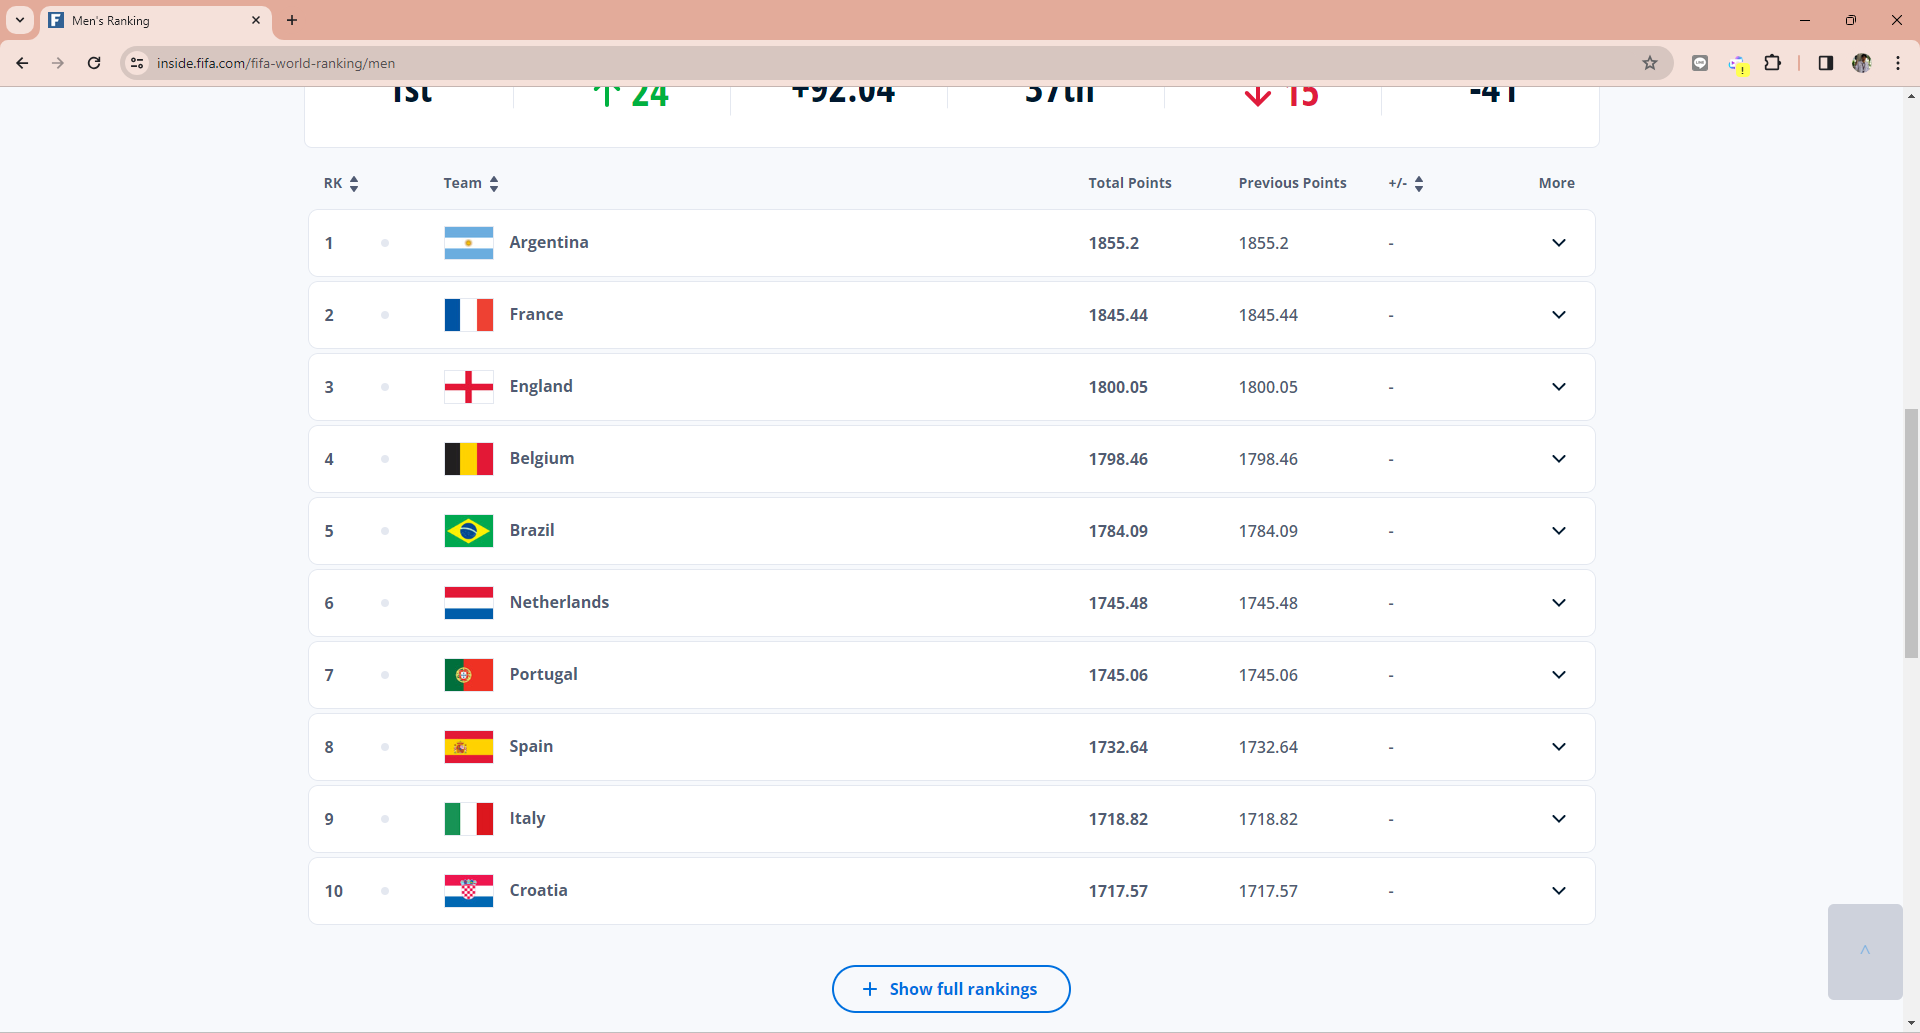 Men's Ranking
inside.fifa.com/fifa-world-ranking/men
1st 24 +92.04 37th 15 -41
RK Team Total Points Previous Points +/- More
1 Argentina 1855.2 1855.2 -
2 France 1845.44 1845.44 -
3 England 1800.05 1800.05 -
4 Belgium 1798.46 1798.46 -
5 Brazil 1784.09 1784.09 -
6 Netherlands 1745.48 1745.48 -
7 Portugal 1745.06 1745.06 -
8 Spain 1732.64 1732.64 -
9 Italy 1718.82 1718.82 -
10 Croatia 1717.57 1717.57 -
+ Show full rankings